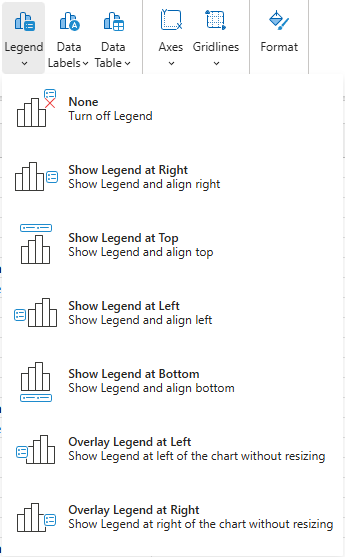 Legend Data Data Axes Gridlines Format
Labels Table
None
Turn off Legend
Show Legend at Right
Show Legend and align right
Show Legend at Top
Show Legend and align top
Show Legend at Left
Show Legend and align left
Show Legend at Bottom
Show Legend and align bottom
Overlay Legend at Left
Show Legend at left of the chart without resizing
Overlay Legend at Right
Show Legend at right of the chart without resizing